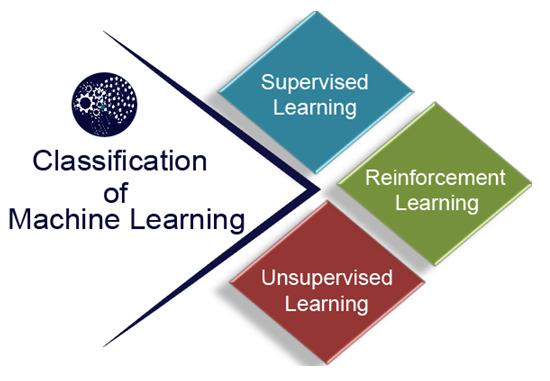 Classification
of
Machine Learning
Supervised
Learning
Reinforcement
Learning
Unsupervised
Learning